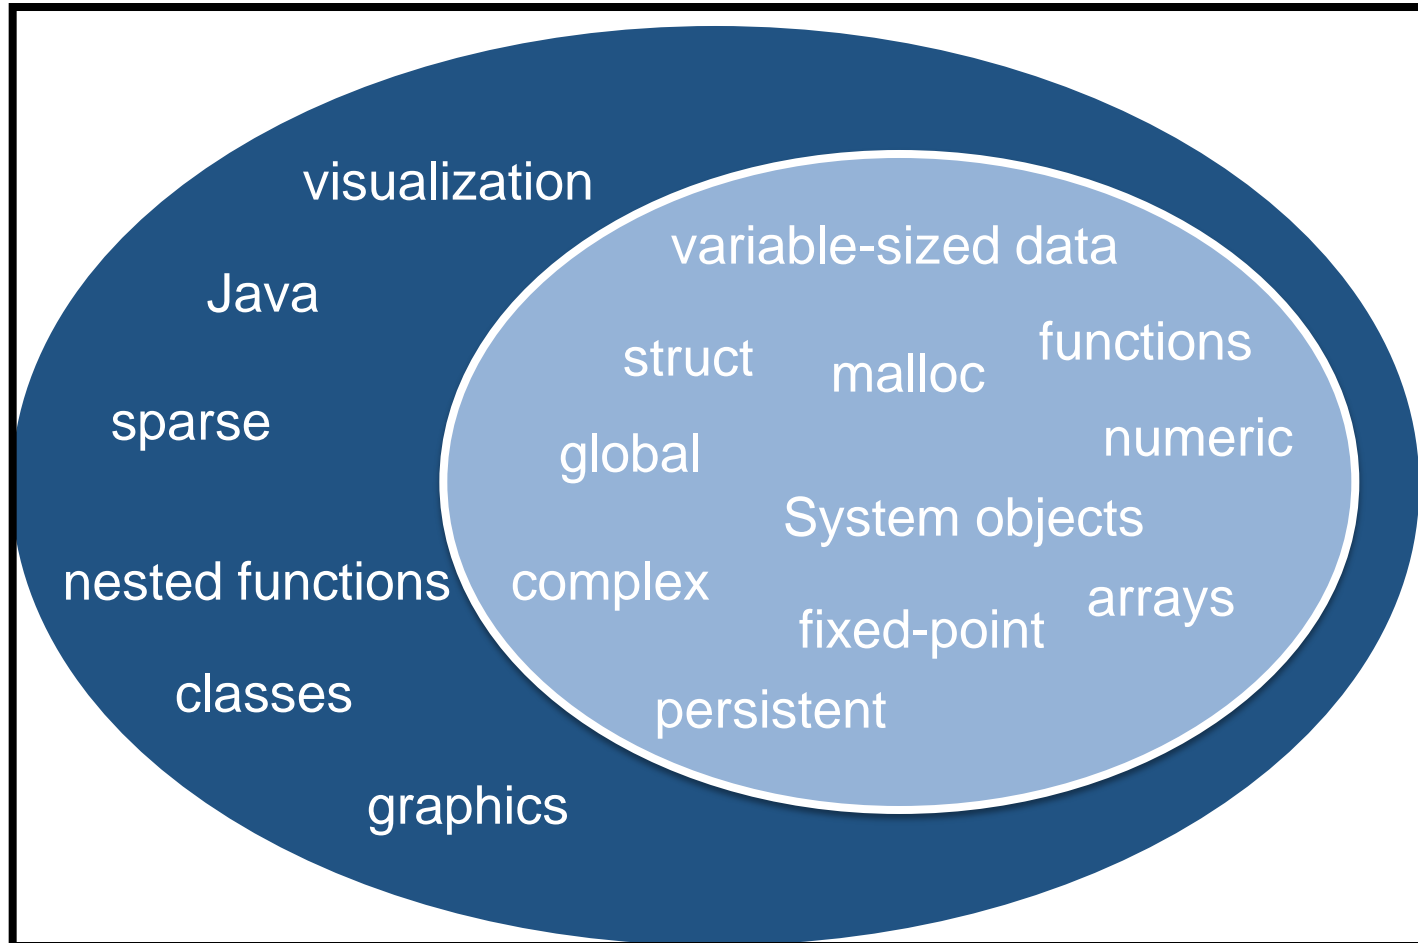 visualization
variable-sized data
Java
functions
struct
malloc
sparse
numeric
global
System objects
nested functions
complex
arrays
fixed-point
classes
persistent
graphics